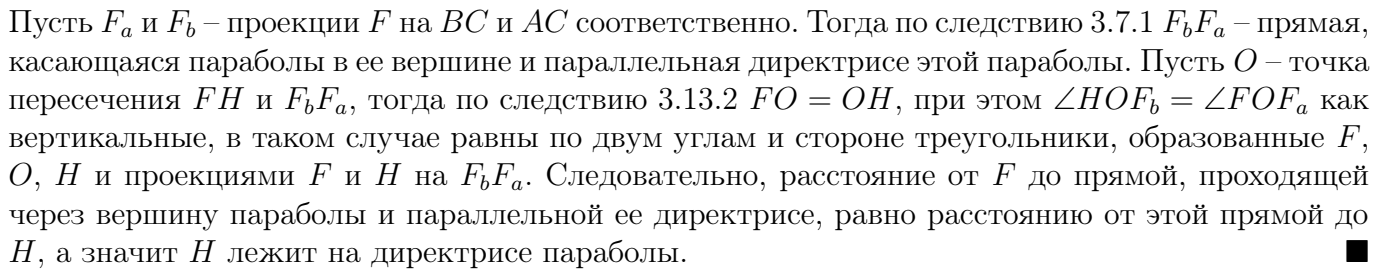 Пусть $F_a$ и $F_b$ – проекции $F$ на $BC$ и $AC$ соответственно. Тогда по следствию 3.7.1 $F_bF_a$ – прямая,
касающаяся параболы в ее вершине и параллельная директрисе этой параболы. Пусть $O$ – точка
пересечения $FH$ и $F_bF_a$, тогда по следствию 3.13.2 $FO = OH$, при этом $\angle HOF_b = \angle FOF_a$ как
вертикальные, в таком случае равны по двум углам и стороне треугольники, образованные $F$,
$O$, $H$ и проекциями $F$ и $H$ на $F_bF_a$. Следовательно, расстояние от $F$ до прямой, проходящей
через вершину параболы и параллельной ее директрисе, равно расстоянию от этой прямой до
$H$, а значит $H$ лежит на директрисе параболы. ■